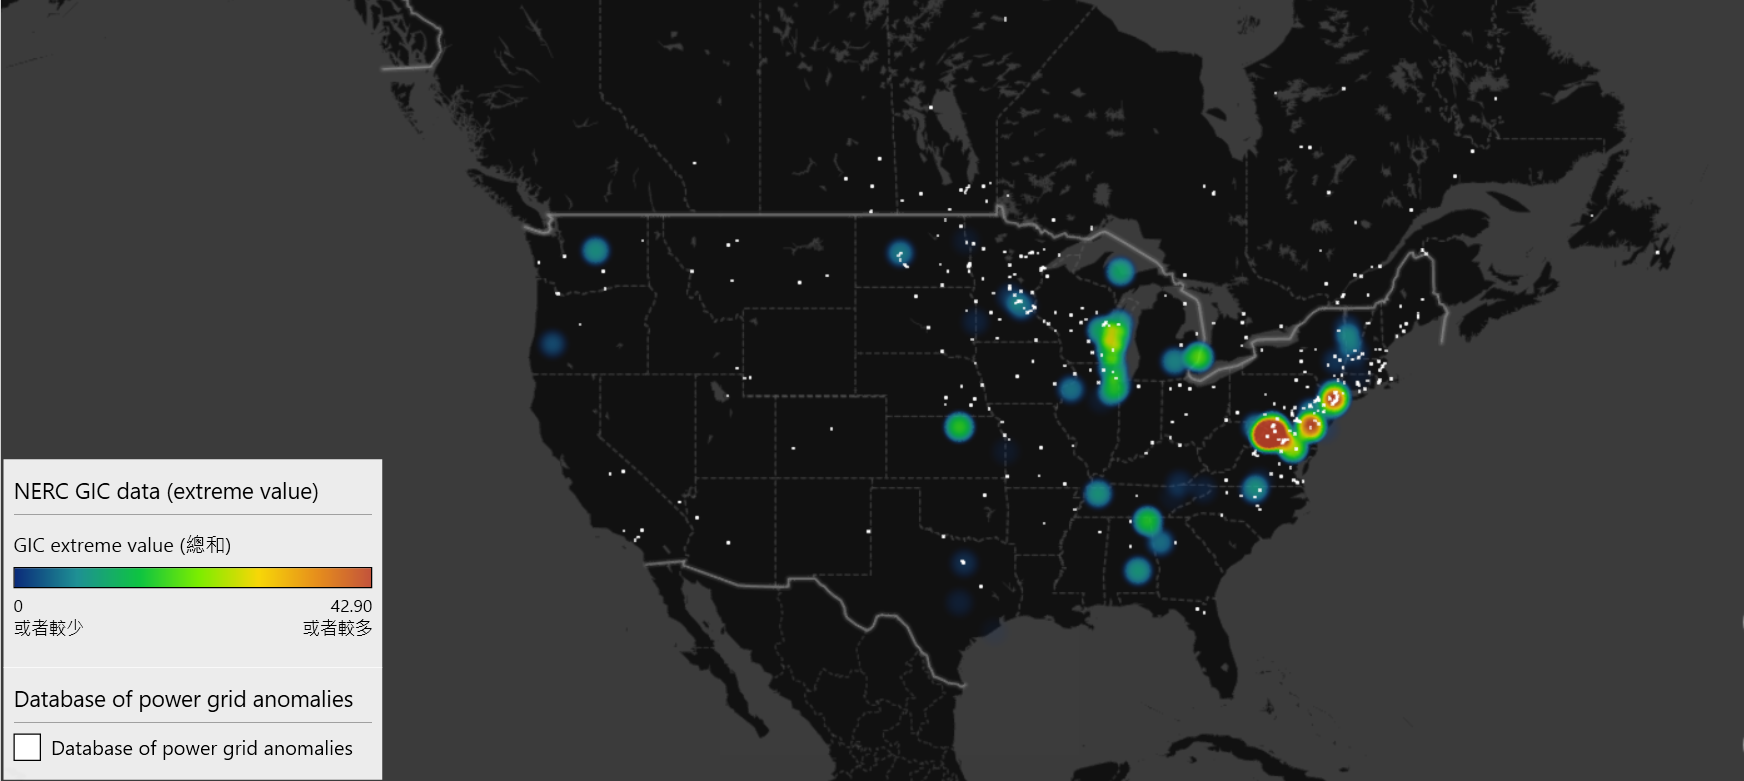 NERC GIC data (extreme value)
GIC extreme value (總和)
0 42.90
或者較少 或者較多
Database of power grid anomalies
Database of power grid anomalies